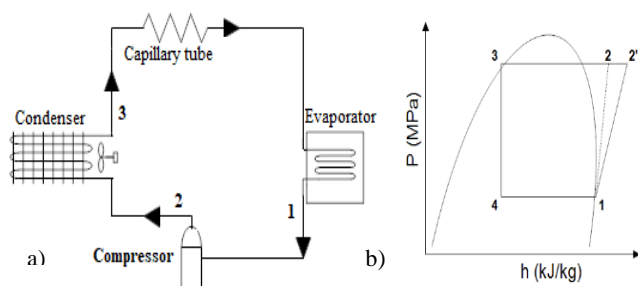 Capillary tube
3
Condenser
Evaporator
2
1
Compressor
a)
b)
P (MPa)
3
2
2'
4
1
h (kJ/kg)